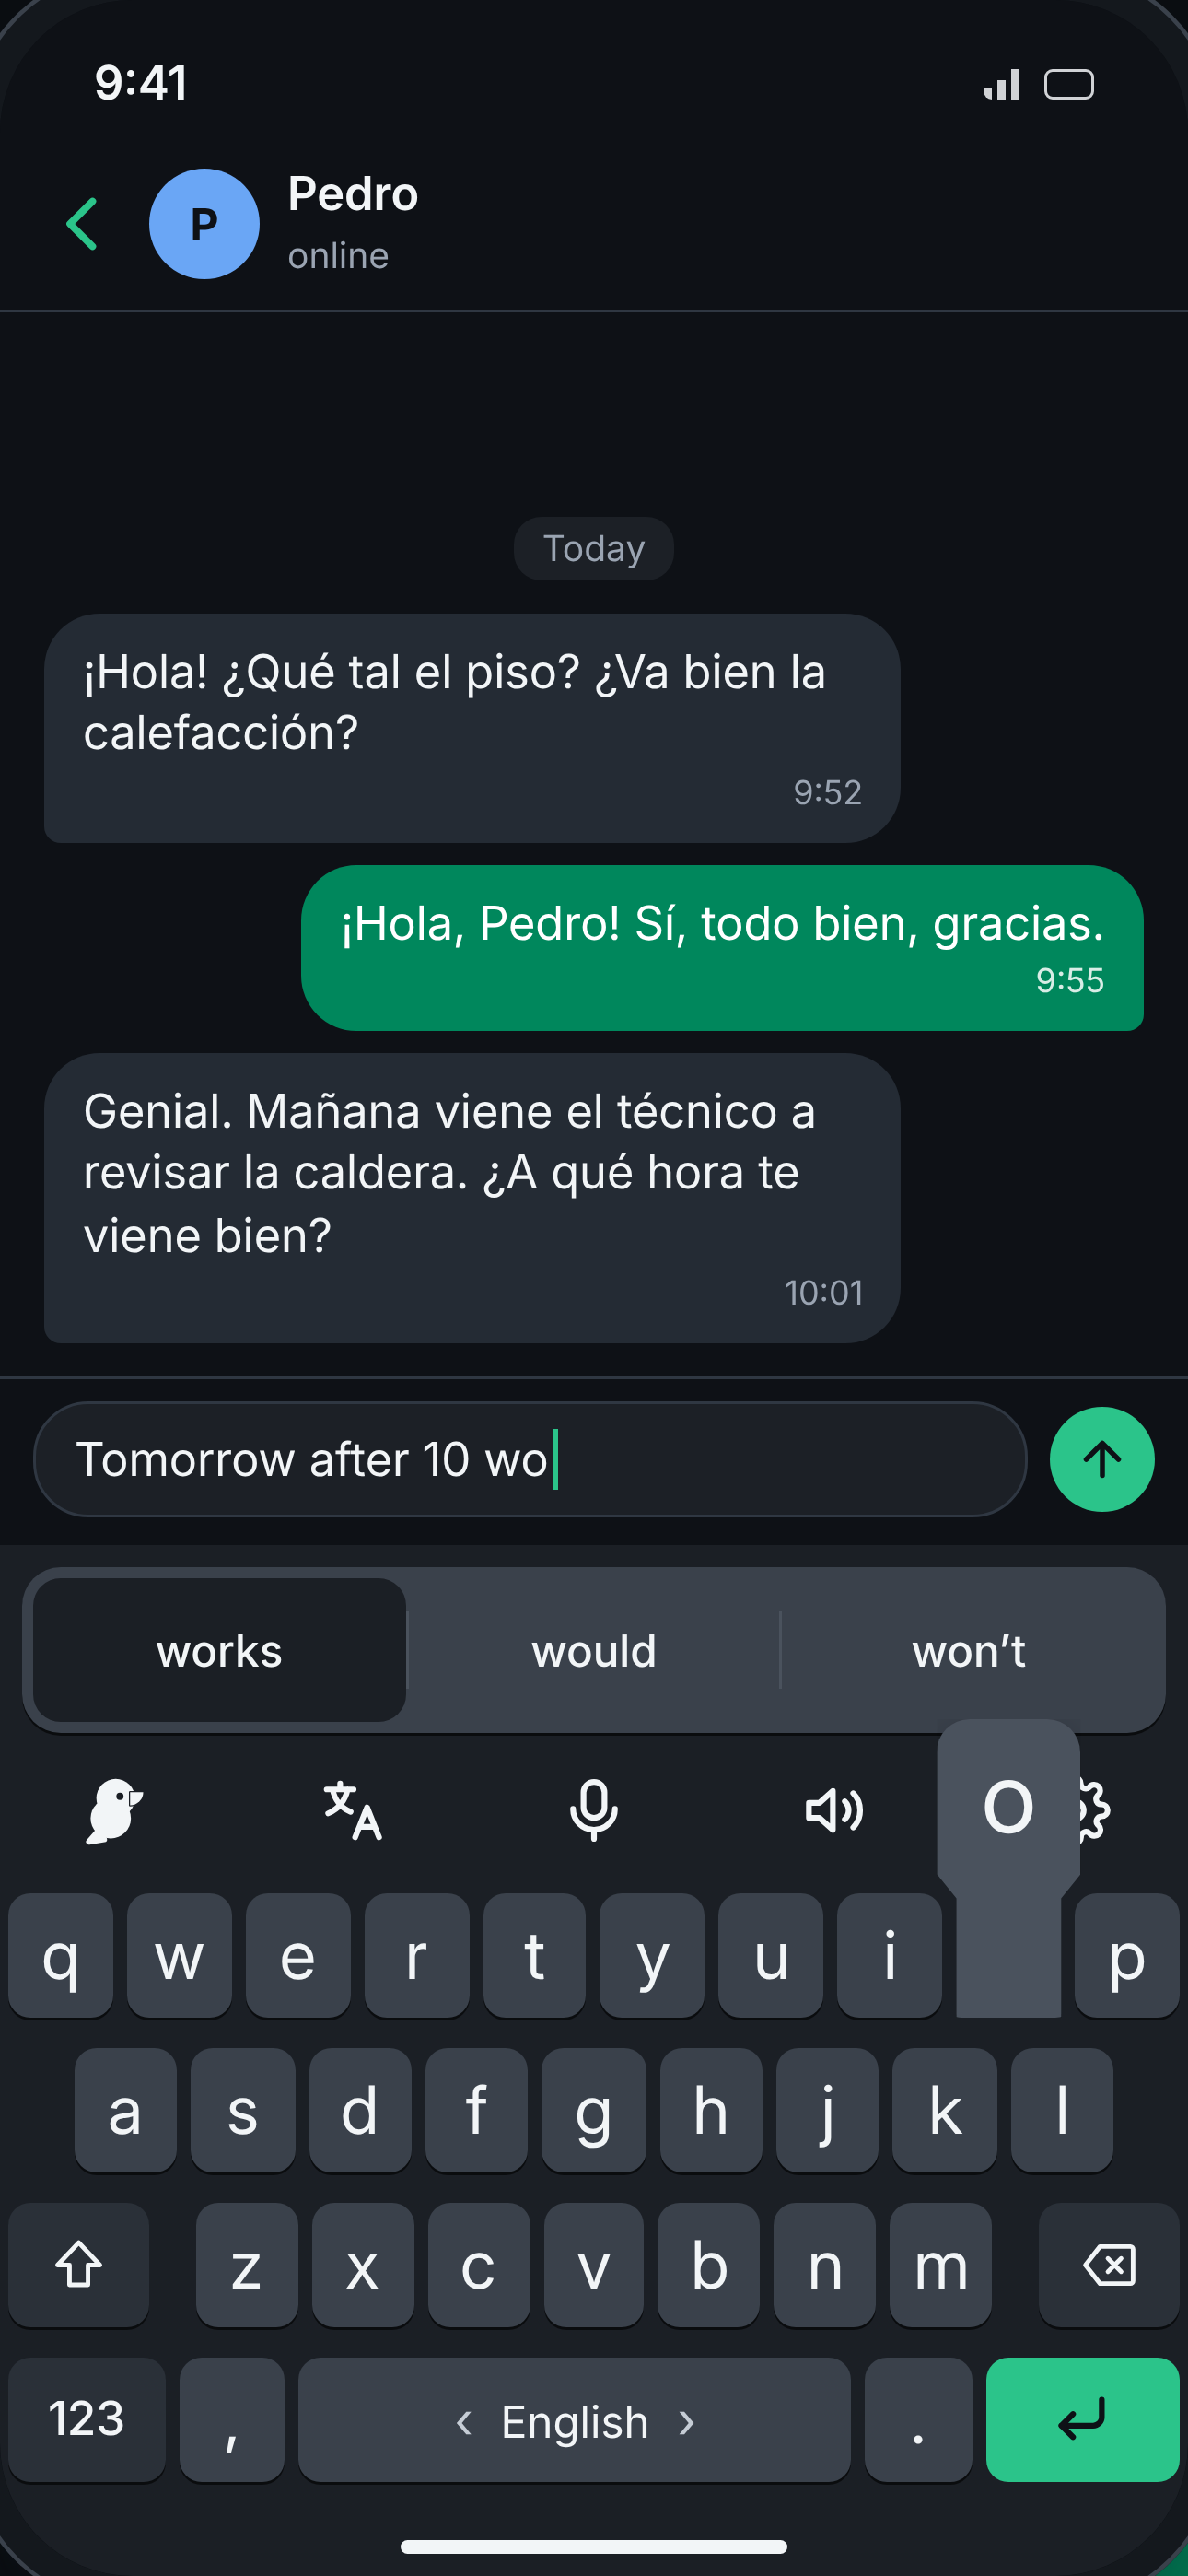 9:41
P
Pedro
online
Today
¡Hola! ¿Qué tal el piso? ¿Va bien la
calefacción?
9:52
¡Hola, Pedro! Sí, todo bien, gracias.
9:55
Genial. Mañana viene el técnico a
revisar la caldera. ¿A qué hora te
viene bien?
10:01
Tomorrow after 10 wo
works would won’t
o
q w e r t y u i p
a s d f g h j k l
z x c v b n m
123 , ‹ English › .